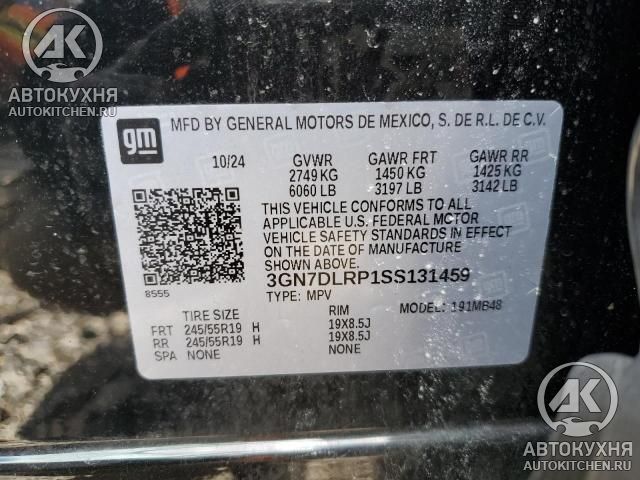 АК
АВТОКУХНЯ
AUTOKITCHEN.RU
gm
MFD BY GENERAL MOTORS DE MEXICO, S. DE R.L. DE C.V.
10/24 GVWR GAWR FRT GAWR RR
2749 KG 1450 KG 1425 KG
6060 LB 3197 LB 3142 LB
THIS VEHICLE CONFORMS TO ALL
APPLICABLE U.S. FEDERAL MOTOR
VEHICLE SAFETY STANDARDS IN EFFECT
ON THE DATE OF MANUFACTURE
SHOWN ABOVE.
3GN7DLRP1SS131459
8555
TYPE: MPV
MODEL: 191MB48
TIRE SIZE RIM
FRT 245/55R19 H 19X8.5J
RR 245/55R19 H 19X8.5J
SPA NONE NONE
АК
АВТОКУХНЯ
AUTOKITCHEN.RU